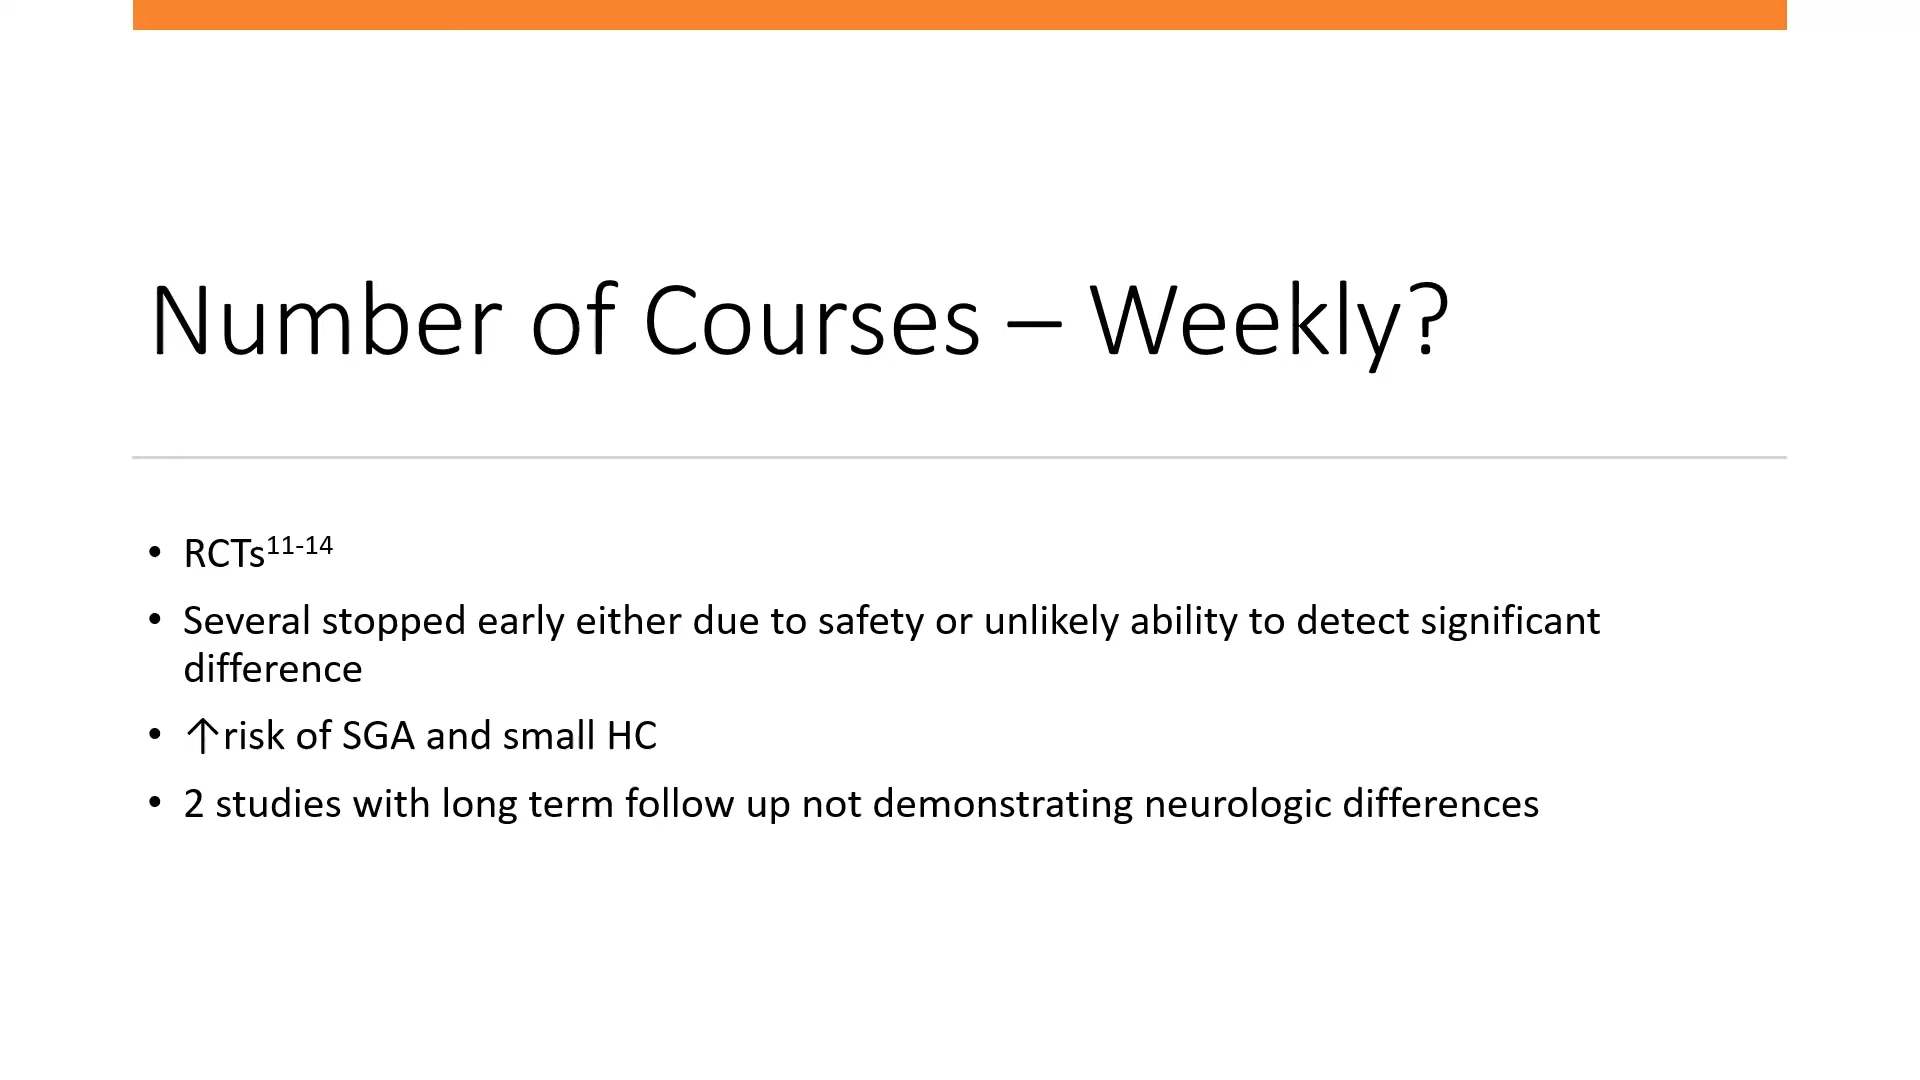 Number of Courses – Weekly?
• RCTs11-14
• Several stopped early either due to safety or unlikely ability to detect significant
difference
• ↑risk of SGA and small HC
• 2 studies with long term follow up not demonstrating neurologic differences